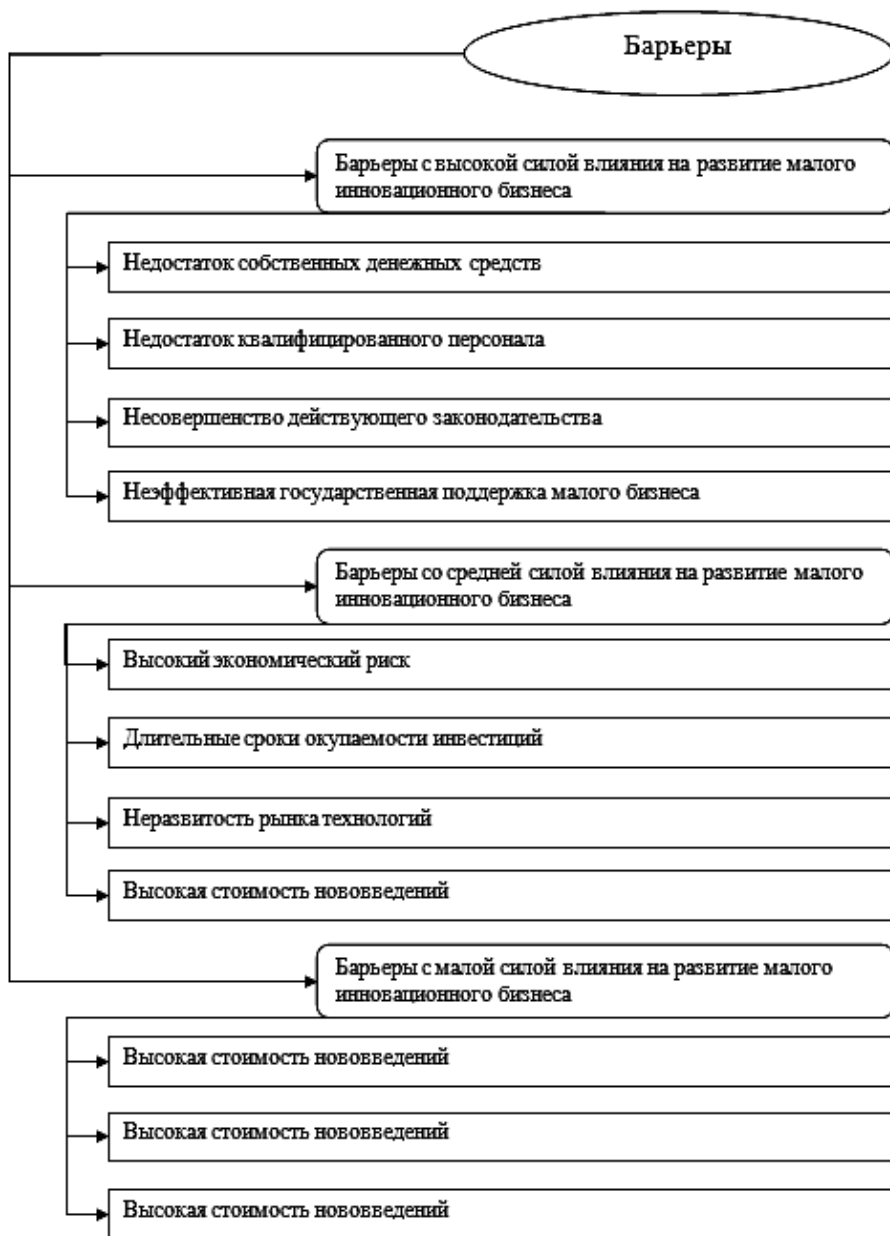 Барьеры
Барьеры с высокой силой влияния на развитие малого
инновационного бизнеса
Недостаток собственных денежных средств
Недостаток квалифицированного персонала
Несовершенство действующего законодательства
Неэффективная государственная поддержка малого бизнеса
Барьеры со средней силой влияния на развитие малого
инновационного бизнеса
Высокий экономический риск
Длительные сроки окупаемости инвестиций
Неразвитость рынка технологий
Высокая стоимость нововведений
Барьеры с малой силой влияния на развитие малого
инновационного бизнеса
Высокая стоимость нововведений
Высокая стоимость нововведений
Высокая стоимость нововведений